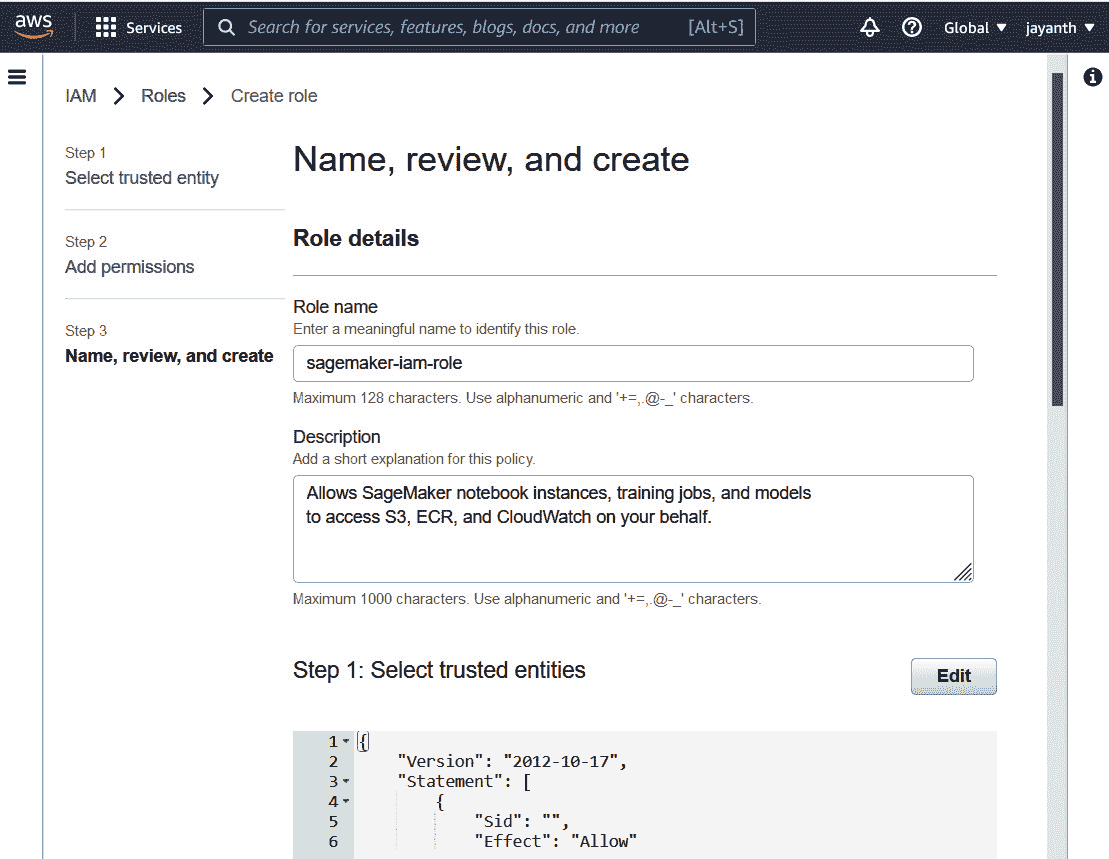 aws
Services
Search for services, features, blogs, docs, and more [Alt+S]
Global
jayanth
IAM > Roles > Create role
Step 1
Select trusted entity
Step 2
Add permissions
Step 3
Name, review, and create
Name, review, and create
Role details
Role name
Enter a meaningful name to identify this role.
sagemaker-iam-role
Maximum 128 characters. Use alphanumeric and '+=,.@-_' characters.
Description
Add a short explanation for this policy.
Allows SageMaker notebook instances, training jobs, and models
to access S3, ECR, and CloudWatch on your behalf.
Maximum 1000 characters. Use alphanumeric and '+=,.@-_' characters.
Step 1: Select trusted entities
Edit
1 {
2 "Version": "2012-10-17",
3 "Statement": [
4 {
5 "Sid": "",
6 "Effect": "Allow"